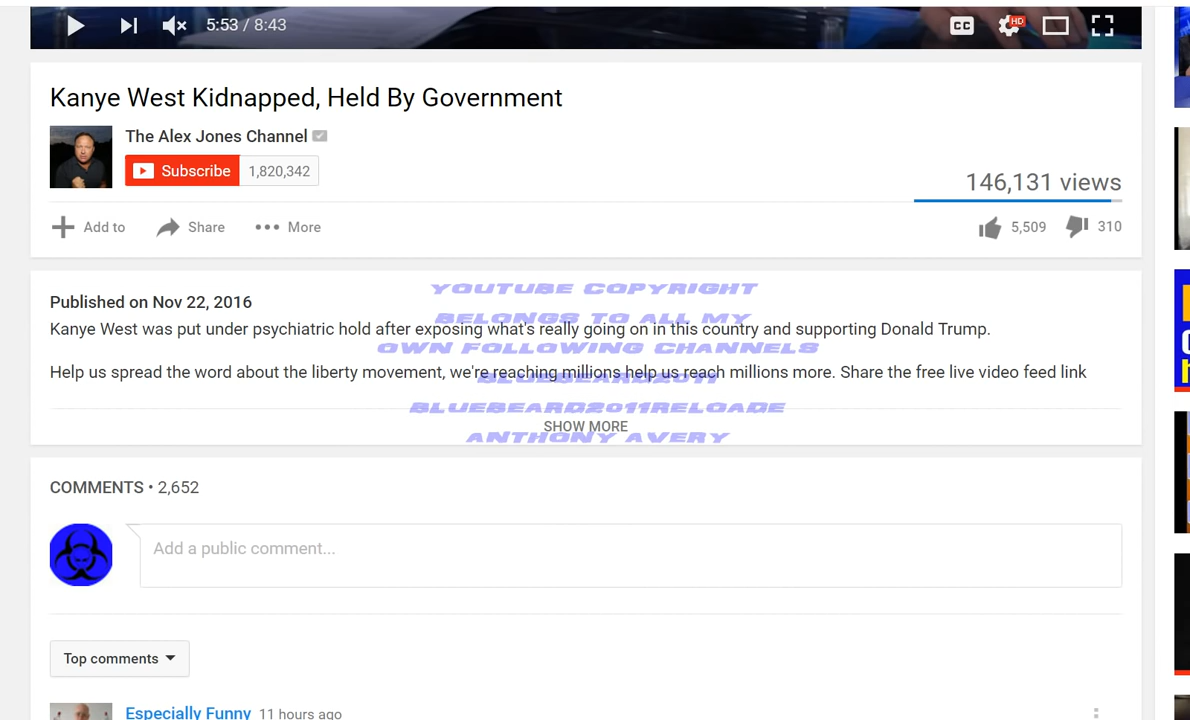 5:53 / 8:43
CC
HD
Kanye West Kidnapped, Held By Government
The Alex Jones Channel
Subscribe 1,820,342
146,131 views
Add to Share More
5,509 310
Published on Nov 22, 2016
YOUTUBE COPYRIGHT
BELONGS TO ALL MY
Kanye West was put under psychiatric hold after exposing what's really going on in this country and supporting Donald Trump.
OWN FOLLOWING CHANNELS
Help us spread the word about the liberty movement, we're reaching millions help us reach millions more. Share the free live video feed link
BLUEBEARD2011
BLUEBEARD2011RELOADE
SHOW MORE
ANTHONY AVERY
COMMENTS • 2,652
Add a public comment...
Top comments
Especially Funny 11 hours ago